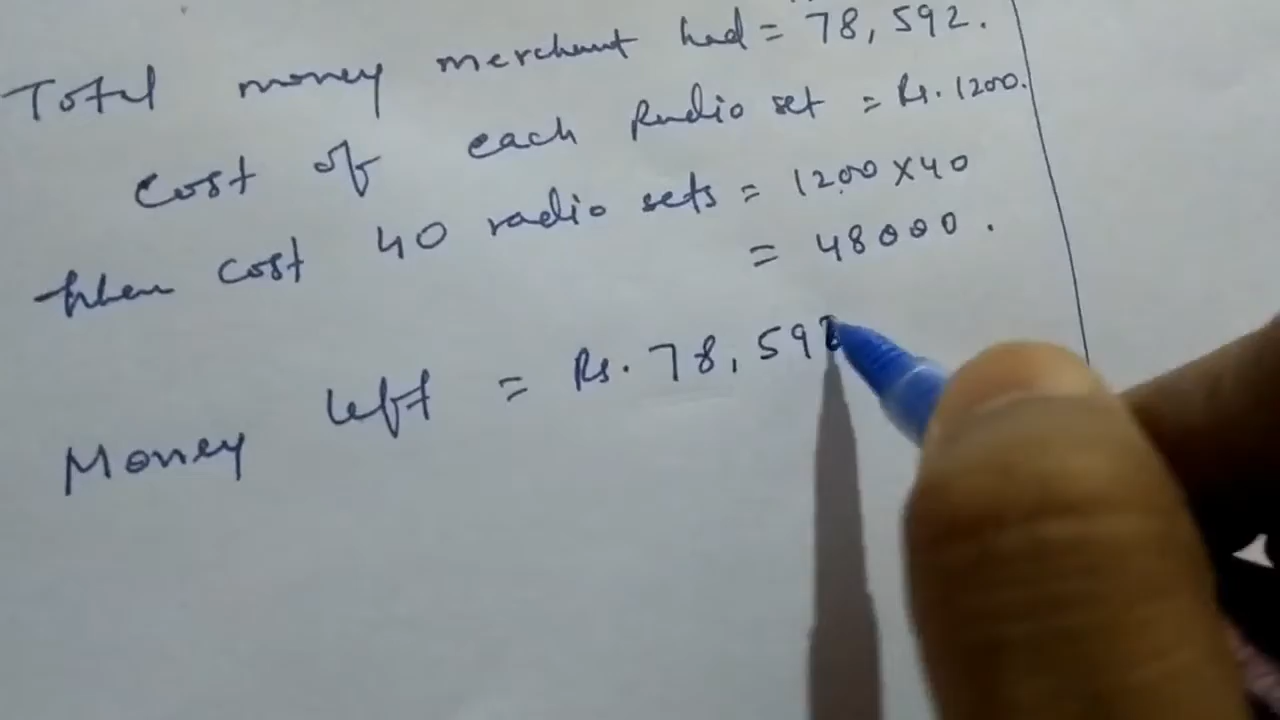 Total money merchant had = 78,592.
Cost of each Radio set = Rs. 1200.
then cost 40 radio sets = 1200 × 40
= 48000.
Money left = Rs. 78,592